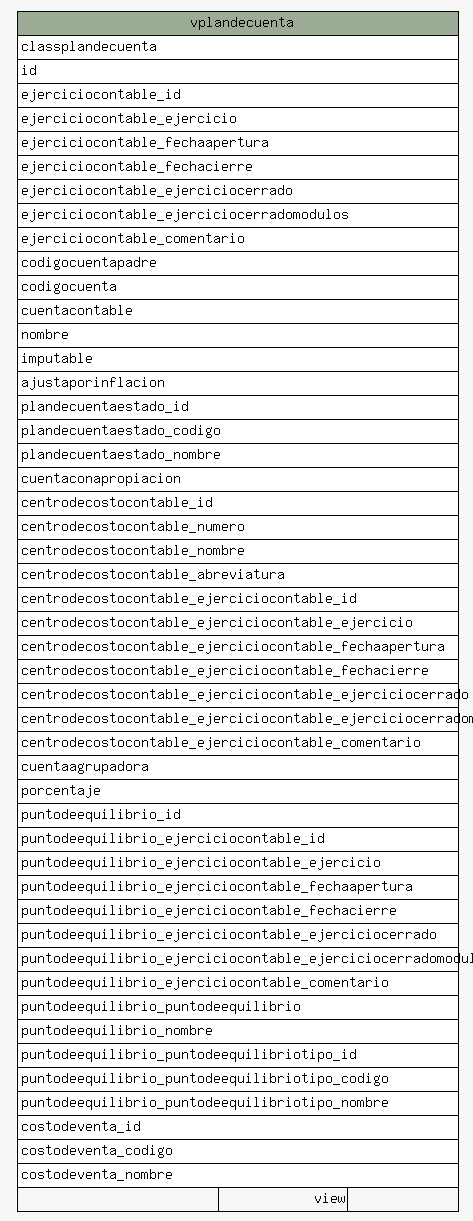 vplandecuenta
classplandecuenta
id
ejerciciocontable_id
ejerciciocontable_ejercicio
ejerciciocontable_fechaapertura
ejerciciocontable_fechacierre
ejerciciocontable_ejerciciocerrado
ejerciciocontable_ejerciciocerradomodulos
ejerciciocontable_comentario
codigocuentapadre
codigocuenta
cuentacontable
nombre
imputable
ajustaporinflacion
plandecuentaestado_id
plandecuentaestado_codigo
plandecuentaestado_nombre
cuentaconapropiacion
centrodecostocontable_id
centrodecostocontable_numero
centrodecostocontable_nombre
centrodecostocontable_abreviatura
centrodecostocontable_ejerciciocontable_id
centrodecostocontable_ejerciciocontable_ejercicio
centrodecostocontable_ejerciciocontable_fechaapertura
centrodecostocontable_ejerciciocontable_fechacierre
centrodecostocontable_ejerciciocontable_ejerciciocerrado
centrodecostocontable_ejerciciocontable_ejerciciocerradom
centrodecostocontable_ejerciciocontable_comentario
cuentaagrupadora
porcentaje
puntodeequilibrio_id
puntodeequilibrio_ejerciciocontable_id
puntodeequilibrio_ejerciciocontable_ejercicio
puntodeequilibrio_ejerciciocontable_fechaapertura
puntodeequilibrio_ejerciciocontable_fechacierre
puntodeequilibrio_ejerciciocontable_ejerciciocerrado
puntodeequilibrio_ejerciciocontable_ejerciciocerradomodul
puntodeequilibrio_ejerciciocontable_comentario
puntodeequilibrio_puntodeequilibrio
puntodeequilibrio_nombre
puntodeequilibrio_puntodeequilibriotipo_id
puntodeequilibrio_puntodeequilibriotipo_codigo
puntodeequilibrio_puntodeequilibriotipo_nombre
costodeventa_id
costodeventa_codigo
costodeventa_nombre
view